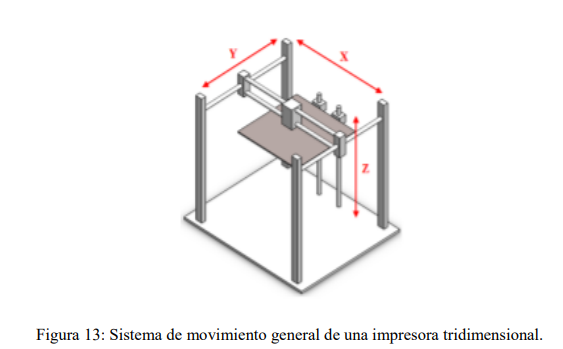 Y
X
Z
Figura 13: Sistema de movimiento general de una impresora tridimensional.